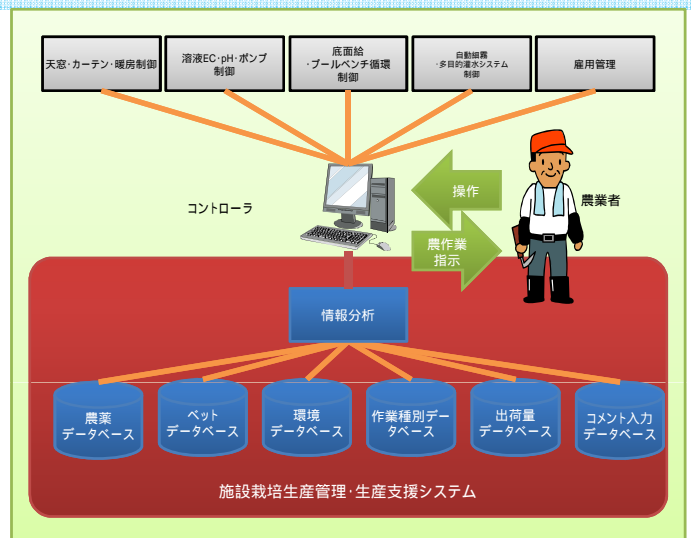 天窓・カーテン・暖房制御
溶液EC・pH・ポンプ
制御
底面給
・プールベンチ循環
制御
自動細霧
・多目的灌水システム
制御
雇用管理
コントローラ
操作
農業者
農作業
指示
情報分析
農薬
データベース
ベット
データベース
環境
データベース
作業種別デー
タベース
出荷量
データベース
コメント入力
データベース
施設栽培生産管理・生産支援システム